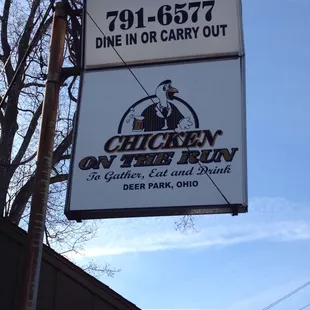 791-6577
DINE IN OR CARRY OUT
CHICKEN
ON THE RUN
To Gather, Eat and Drink
DEER PARK, OHIO